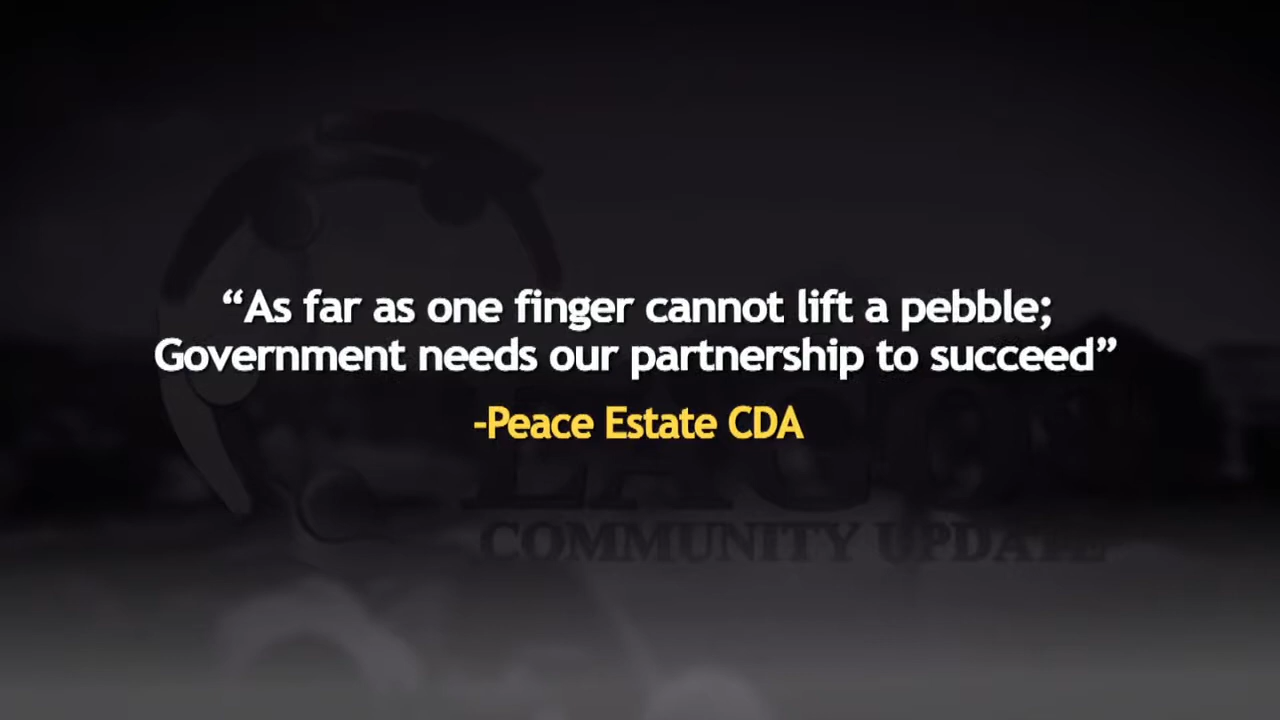 “As far as one finger cannot lift a pebble;
Government needs our partnership to succeed”
-Peace Estate CDA
LAGOS
COMMUNITY UPDATE